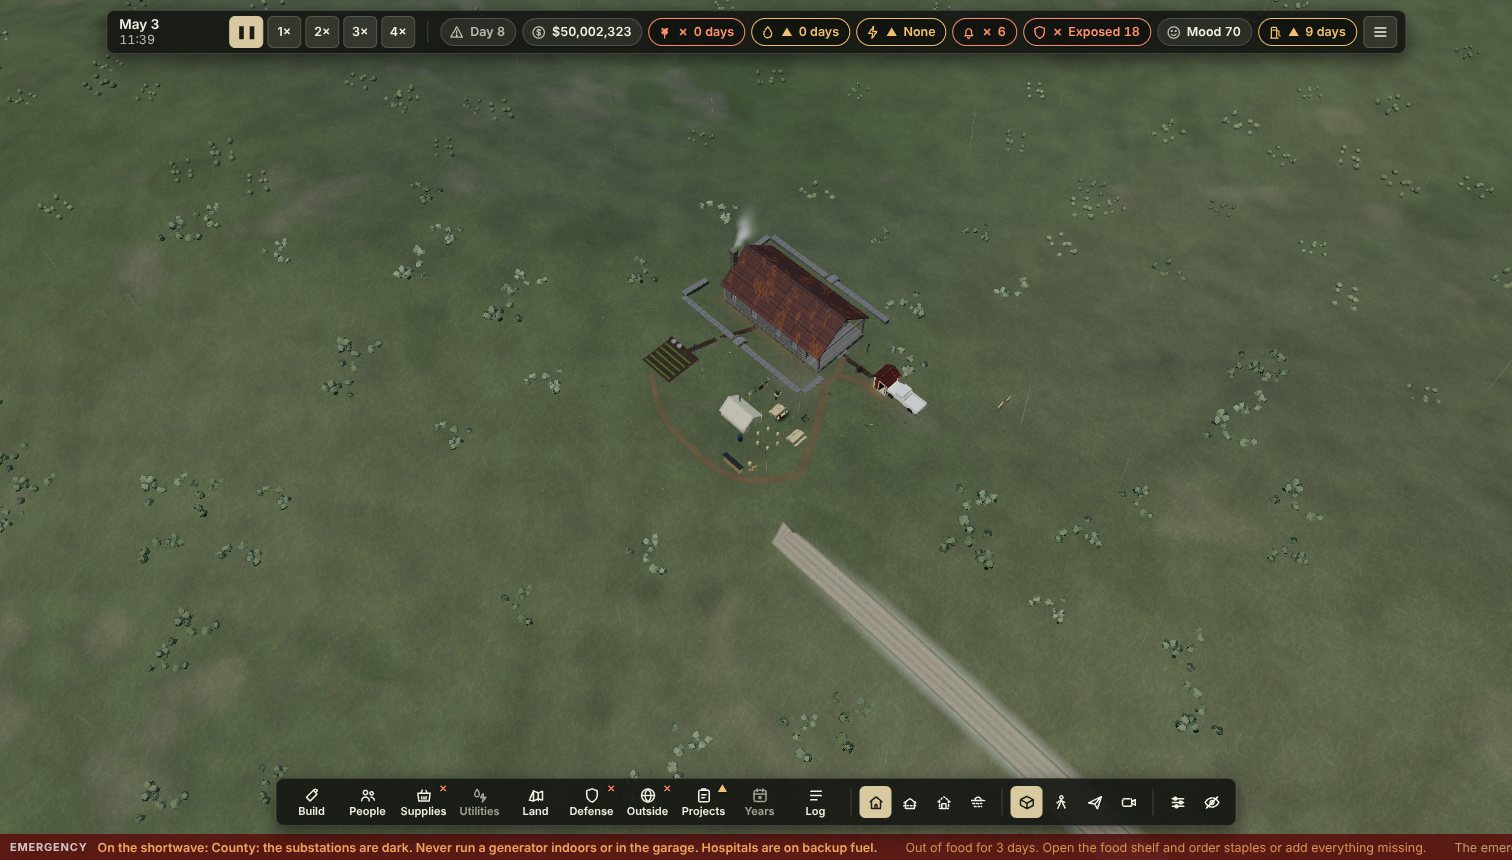 May 3
11:39
1×
2×
3×
4×
Day 8
$50,002,323
0 days
0 days
None
6
Exposed 18
Mood 70
9 days
Build
People
Supplies
Utilities
Land
Defense
Outside
Projects
Years
Log
EMERGENCY On the shortwave: County: the substations are dark. Never run a generator indoors or in the garage. Hospitals are on backup fuel. Out of food for 3 days. Open the food shelf and order staples or add everything missing. The emer